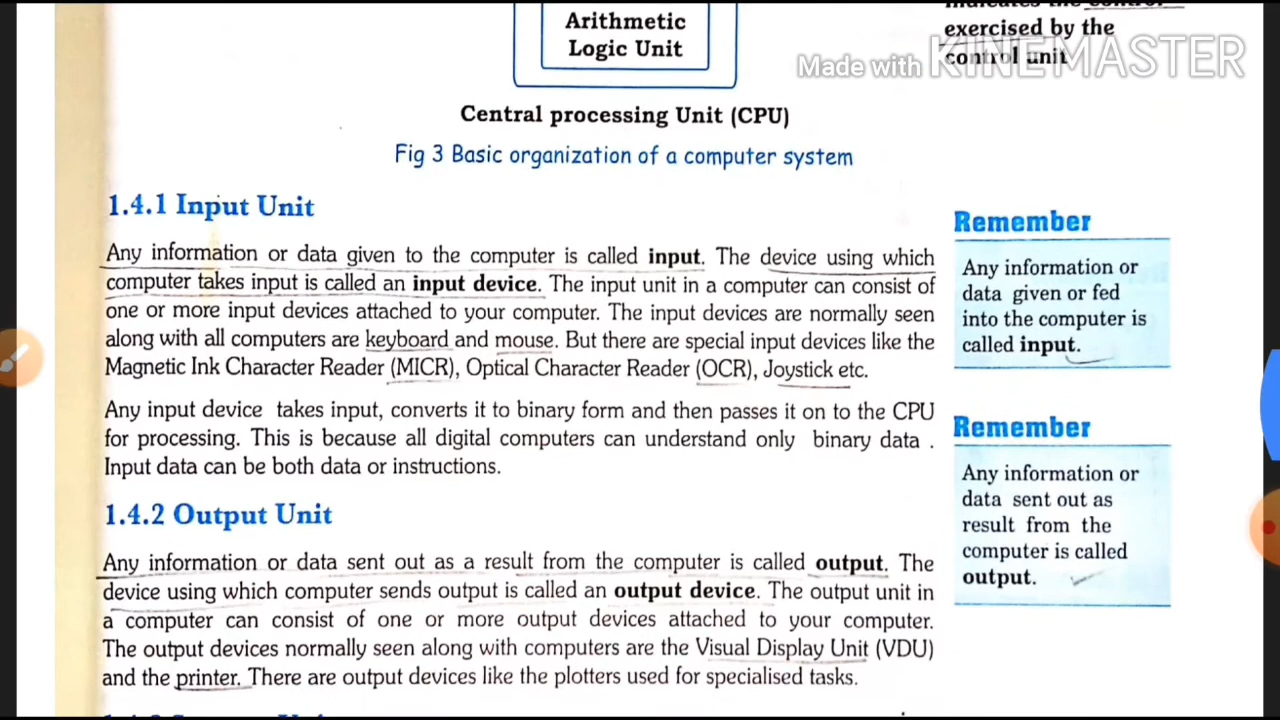 Arithmetic
Logic Unit
exercised by the
control unit
Made with KINEMASTER
Central processing Unit (CPU)
Fig 3 Basic organization of a computer system
1.4.1 Input Unit
Any information or data given to the computer is called input. The device using which
computer takes input is called an input device. The input unit in a computer can consist of
one or more input devices attached to your computer. The input devices are normally seen
along with all computers are keyboard and mouse. But there are special input devices like the
Magnetic Ink Character Reader (MICR), Optical Character Reader (OCR), Joystick etc.
Any input device takes input, converts it to binary form and then passes it on to the CPU
for processing. This is because all digital computers can understand only binary data .
Input data can be both data or instructions.
Remember
Any information or
data given or fed
into the computer is
called input.
1.4.2 Output Unit
Any information or data sent out as a result from the computer is called output. The
device using which computer sends output is called an output device. The output unit in
a computer can consist of one or more output devices attached to your computer.
The output devices normally seen along with computers are the Visual Display Unit (VDU)
and the printer. There are output devices like the plotters used for specialised tasks.
Remember
Any information or
data sent out as
result from the
computer is called
output.